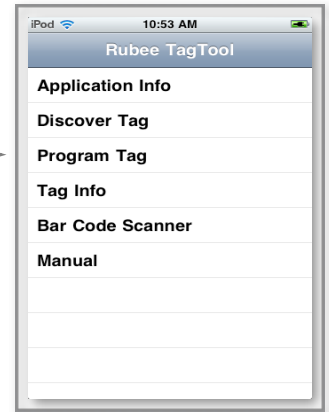 iPod 10:53 AM
Rubee TagTool
Application Info
Discover Tag
Program Tag
Tag Info
Bar Code Scanner
Manual